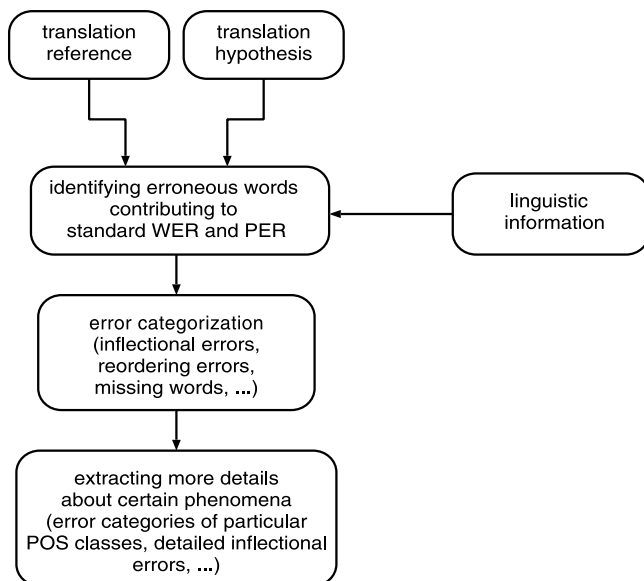 translation
reference
translation
hypothesis
identifying erroneous words
contributing to
standard WER and PER
linguistic
information
error categorization
(inflectional errors,
reordering errors,
missing words, ...)
extracting more details
about certain phenomena
(error categories of particular
POS classes, detailed inflectional
errors, ...)